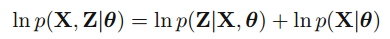 ln p(X, Z|θ) = ln p(Z|X, θ) + ln p(X|θ)